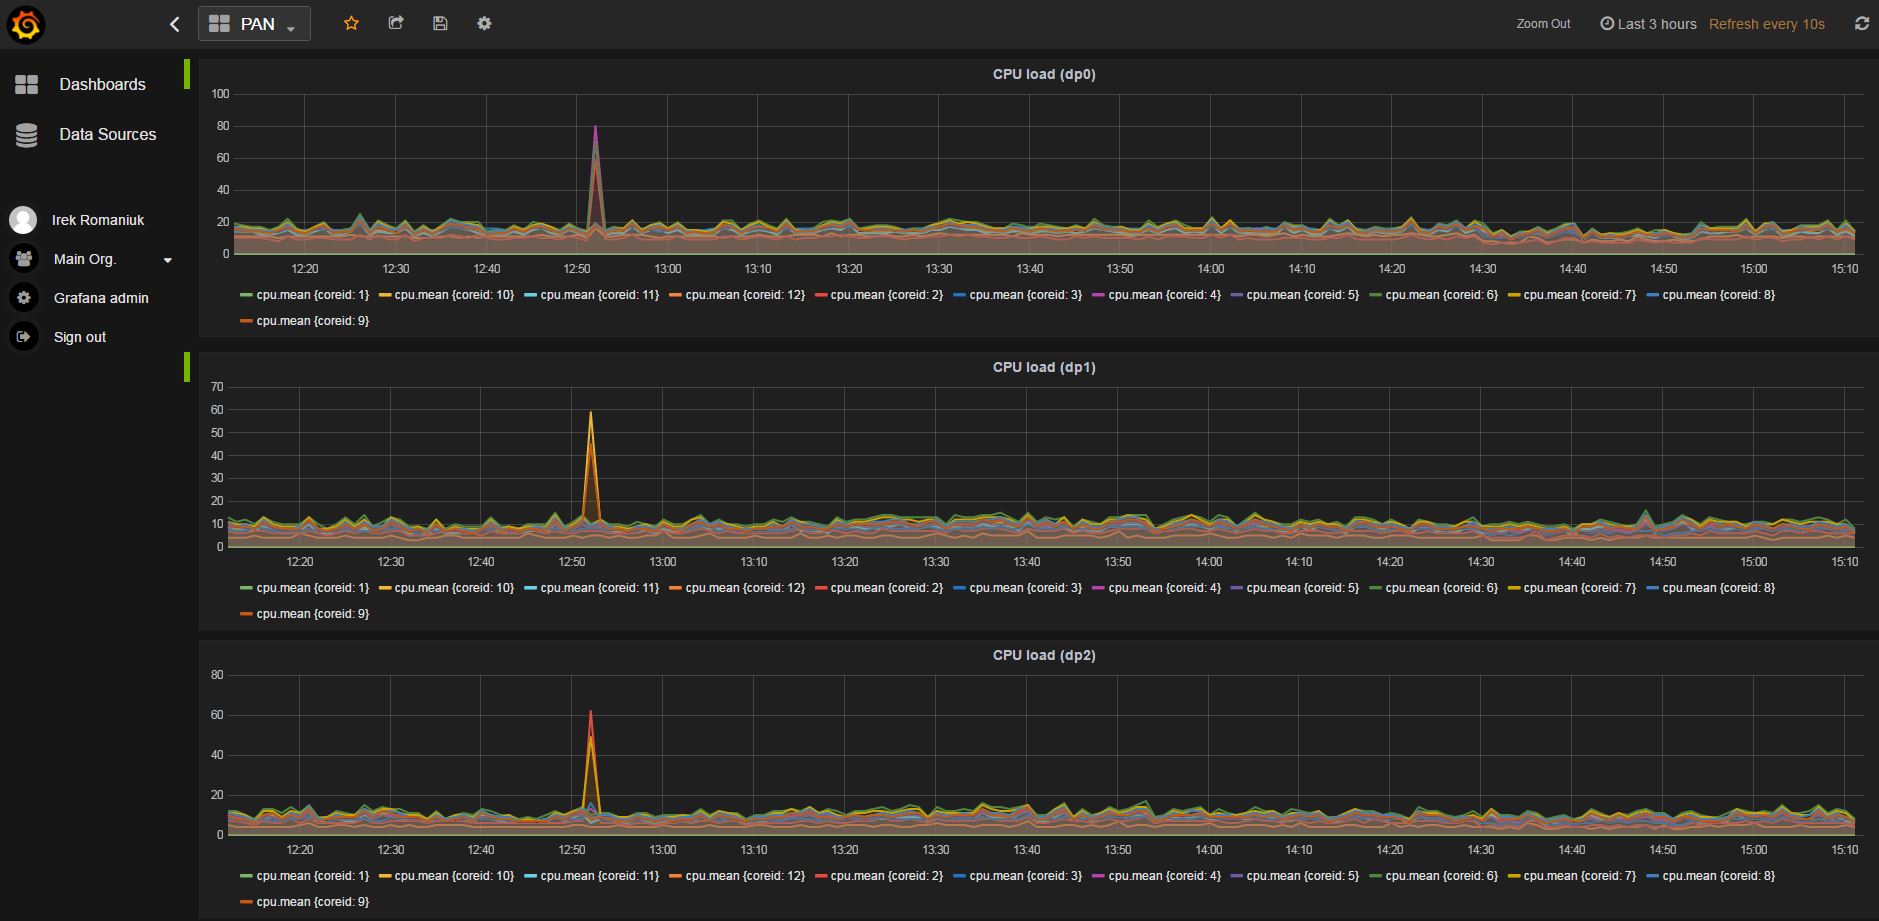 PAN
Zoom Out Last 3 hours Refresh every 10s
Dashboards
Data Sources
Irek Romaniuk
Main Org.
Grafana admin
Sign out
CPU load (dp0)
100
80
60
40
20
0
12:20 12:30 12:40 12:50 13:00 13:10 13:20 13:30 13:40 13:50 14:00 14:10 14:20 14:30 14:40 14:50 15:00 15:10
cpu.mean {coreid: 1} cpu.mean {coreid: 10} cpu.mean {coreid: 11} cpu.mean {coreid: 12} cpu.mean {coreid: 2} cpu.mean {coreid: 3} cpu.mean {coreid: 4} cpu.mean {coreid: 5} cpu.mean {coreid: 6} cpu.mean {coreid: 7} cpu.mean {coreid: 8}
cpu.mean {coreid: 9}
CPU load (dp1)
70
60
50
40
30
20
10
0
12:20 12:30 12:40 12:50 13:00 13:10 13:20 13:30 13:40 13:50 14:00 14:10 14:20 14:30 14:40 14:50 15:00 15:10
cpu.mean {coreid: 1} cpu.mean {coreid: 10} cpu.mean {coreid: 11} cpu.mean {coreid: 12} cpu.mean {coreid: 2} cpu.mean {coreid: 3} cpu.mean {coreid: 4} cpu.mean {coreid: 5} cpu.mean {coreid: 6} cpu.mean {coreid: 7} cpu.mean {coreid: 8}
cpu.mean {coreid: 9}
CPU load (dp2)
80
60
40
20
0
12:20 12:30 12:40 12:50 13:00 13:10 13:20 13:30 13:40 13:50 14:00 14:10 14:20 14:30 14:40 14:50 15:00 15:10
cpu.mean {coreid: 1} cpu.mean {coreid: 10} cpu.mean {coreid: 11} cpu.mean {coreid: 12} cpu.mean {coreid: 2} cpu.mean {coreid: 3} cpu.mean {coreid: 4} cpu.mean {coreid: 5} cpu.mean {coreid: 6} cpu.mean {coreid: 7} cpu.mean {coreid: 8}
cpu.mean {coreid: 9}